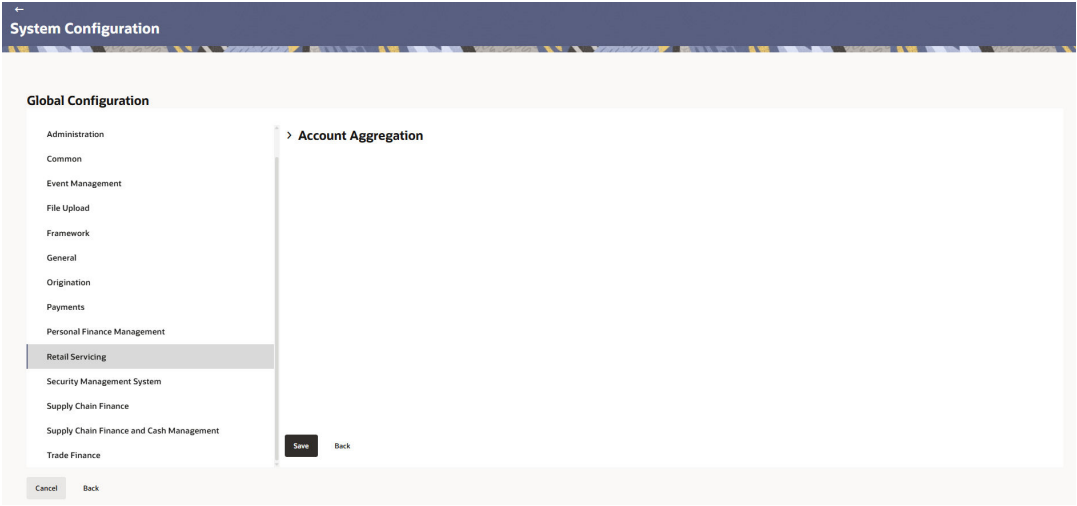 ←
System Configuration
Global Configuration
Administration
Common
Event Management
File Upload
Framework
General
Origination
Payments
Personal Finance Management
Retail Servicing
Security Management System
Supply Chain Finance
Supply Chain Finance and Cash Management
Trade Finance
> Account Aggregation
Save Back
Cancel Back